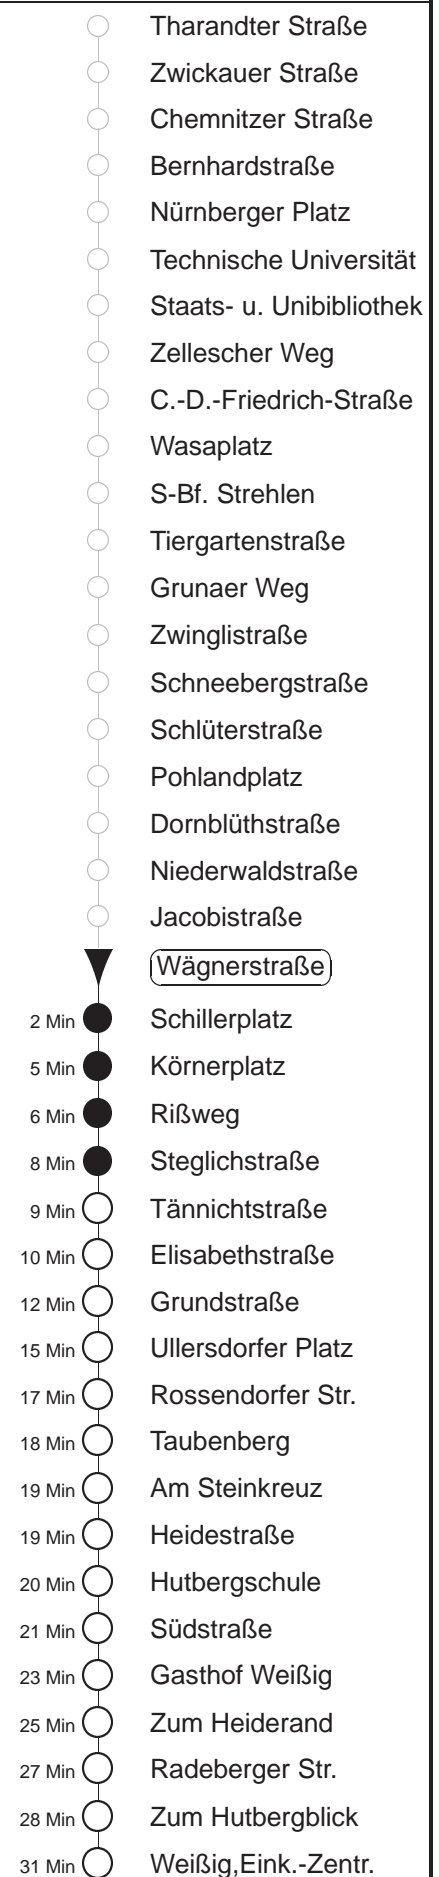 Tharandter Straße
Zwickauer Straße
Chemnitzer Straße
Bernhardstraße
Nürnberger Platz
Technische Universität
Staats- u. Unibibliothek
Zellescher Weg
C.-D.-Friedrich-Straße
Wasaplatz
S-Bf. Strehlen
Tiergartenstraße
Grunaer Weg
Zwinglistraße
Schneebergstraße
Schlüterstraße
Pohlandplatz
Dornblüthstraße
Niederwaldstraße
Jacobistraße
Wägnerstraße
2 Min Schillerplatz
5 Min Körnerplatz
6 Min Rißweg
8 Min Steglichstraße
9 Min Tännichtstraße
10 Min Elisabethstraße
12 Min Grundstraße
15 Min Ullersdorfer Platz
17 Min Rossendorfer Str.
18 Min Taubenberg
19 Min Am Steinkreuz
19 Min Heidestraße
20 Min Hutbergschule
21 Min Südstraße
23 Min Gasthof Weißig
25 Min Zum Heiderand
27 Min Radeberger Str.
28 Min Zum Hutbergblick
31 Min Weißig,Eink.-Zentr.